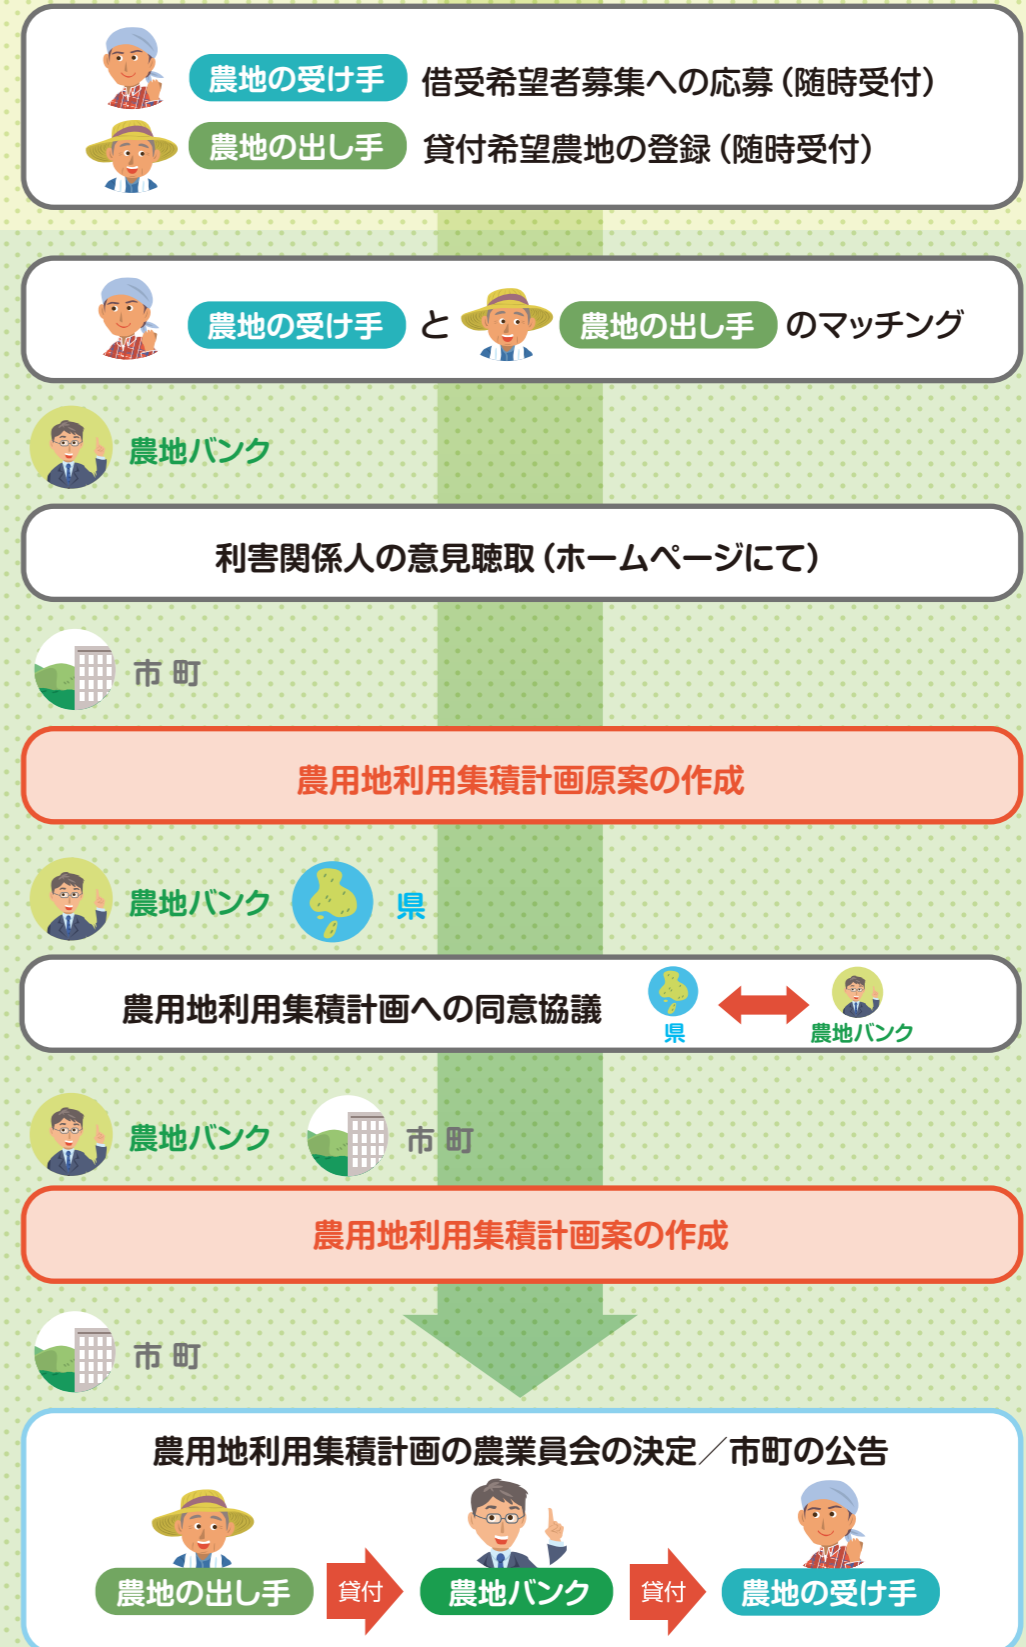 農地の受け手 借受希望者募集への応募（随時受付）
農地の出し手 貸付希望農地の登録（随時受付）
農地の受け手 と 農地の出し手 のマッチング
農地バンク
利害関係人の意見聴取（ホームページにて）
市町
農用地利用集積計画原案の作成
農地バンク 県
農用地利用集積計画への同意協議
県 農地バンク
農地バンク 市町
農用地利用集積計画案の作成
市町
農用地利用集積計画の農業員会の決定／市町の公告
農地の出し手 貸付 農地バンク 貸付 農地の受け手